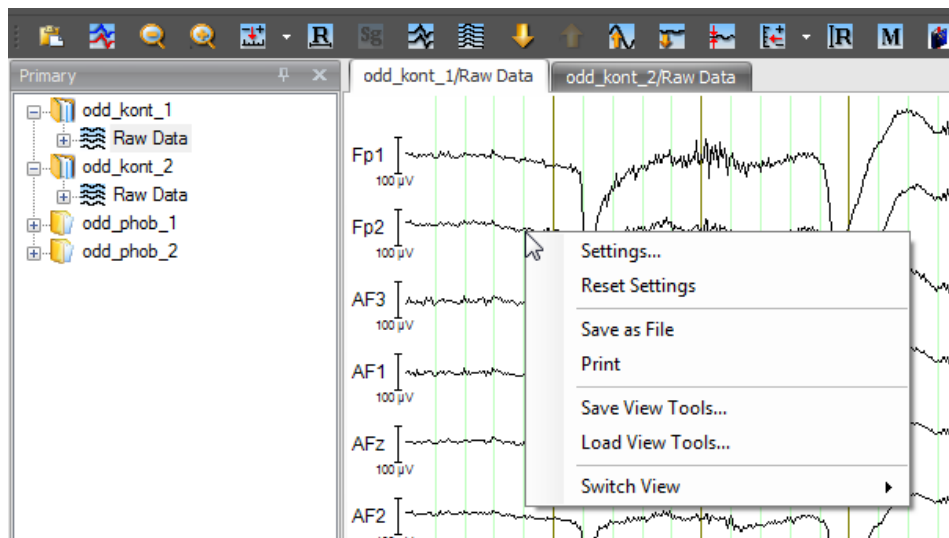 R Sg R M
Primary
odd_kont_1/Raw Data odd_kont_2/Raw Data
odd_kont_1
Raw Data
odd_kont_2
Raw Data
odd_phob_1
odd_phob_2
Fp1
100 µV
Fp2
100 µV
AF3
100 µV
AF1
100 µV
AFz
100 µV
AF2
Settings...
Reset Settings
Save as File
Print
Save View Tools...
Load View Tools...
Switch View